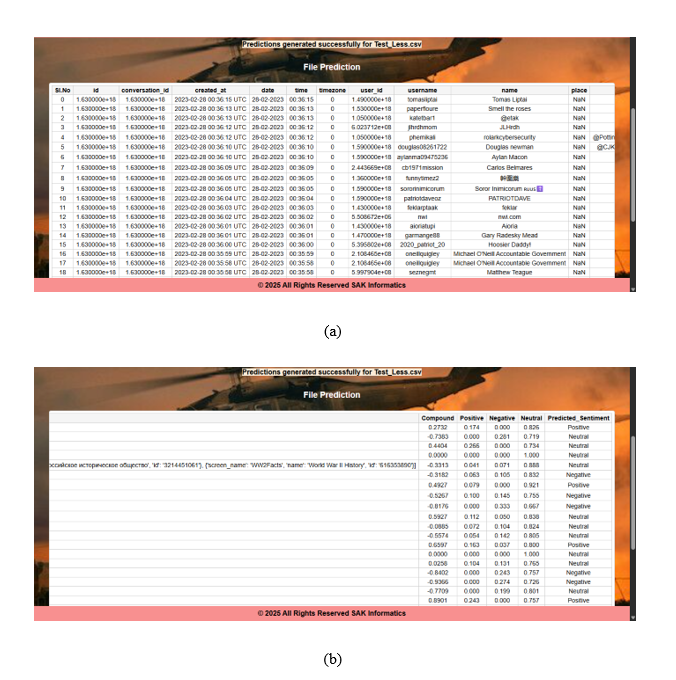 Predictions generated successfully for Test_Less.csv
File Prediction
Sl.No id conversation_id created_at date time timezone user_id username name place
0 1.630000e+18 1.630000e+18 2023-02-28 00:36:15 UTC 28-02-2023 00:36:15 0 1.490000e+18 tomasliptai Tomas Liptai NaN
1 1.630000e+18 1.630000e+18 2023-02-28 00:36:13 UTC 28-02-2023 00:36:13 0 1.530000e+18 paperfloure Smell the roses NaN
2 1.630000e+18 1.630000e+18 2023-02-28 00:36:13 UTC 28-02-2023 00:36:13 0 1.050000e+18 katefbar1 @etak NaN
3 1.630000e+18 1.630000e+18 2023-02-28 00:36:12 UTC 28-02-2023 00:36:12 0 6.023712e+08 jlhrdhmom JLHrdh NaN
4 1.630000e+18 1.630000e+18 2023-02-28 00:36:12 UTC 28-02-2023 00:36:12 0 1.050000e+18 rolankcybersecurity phemikali NaN @Pottin
5 1.630000e+18 1.630000e+18 2023-02-28 00:36:10 UTC 28-02-2023 00:36:10 0 1.590000e+18 douglas08261722 Douglas newman NaN @CJK
6 1.630000e+18 1.630000e+18 2023-02-28 00:36:10 UTC 28-02-2023 00:36:10 0 1.590000e+18 aylanma09475236 Aylan Macon NaN
7 1.630000e+18 1.630000e+18 2023-02-28 00:36:09 UTC 28-02-2023 00:36:09 0 2.443669e+08 cb1971mission Carlos Belmares NaN
8 1.630000e+18 1.630000e+18 2023-02-28 00:36:05 UTC 28-02-2023 00:36:05 0 1.360000e+18 funnytimez2 NaN
9 1.630000e+18 1.630000e+18 2023-02-28 00:36:05 UTC 28-02-2023 00:36:05 0 1.590000e+18 sororinimicorum Soror Inimicorum NaN
10 1.630000e+18 1.630000e+18 2023-02-28 00:36:04 UTC 28-02-2023 00:36:04 0 1.590000e+18 patriotdaveoz PATRIOTDAVE NaN
11 1.630000e+18 1.630000e+18 2023-02-28 00:36:03 UTC 28-02-2023 00:36:03 0 1.430000e+18 feklarptaak feklar NaN
12 1.630000e+18 1.630000e+18 2023-02-28 00:36:02 UTC 28-02-2023 00:36:02 0 5.508672e+06 nwi nwi.com NaN
13 1.630000e+18 1.630000e+18 2023-02-28 00:36:01 UTC 28-02-2023 00:36:01 0 1.430000e+18 aioriatupi Aioria NaN
14 1.630000e+18 1.630000e+18 2023-02-28 00:36:01 UTC 28-02-2023 00:36:01 0 1.470000e+18 garmange88 Gary Radesky Mead NaN
15 1.630000e+18 1.630000e+18 2023-02-28 00:36:00 UTC 28-02-2023 00:36:00 0 5.395802e+08 2020_patriot_20 Hoosier Daddy! NaN
16 1.630000e+18 1.630000e+18 2023-02-28 00:35:59 UTC 28-02-2023 00:35:59 0 2.108465e+08 oneillquigley Michael O'Neill Accountable Government NaN
17 1.630000e+18 1.630000e+18 2023-02-28 00:35:58 UTC 28-02-2023 00:35:58 0 2.108465e+08 oneillquigley Michael O'Neill Accountable Government NaN
18 1.630000e+18 1.630000e+18 2023-02-28 00:35:58 UTC 28-02-2023 00:35:58 0 5.997904e+08 seznegmt Matthew Teague NaN
© 2025 All Rights Reserved SAK Informatics
(a)
Predictions generated successfully for Test_Less.csv
File Prediction
Compound Positive Negative Neutral Predicted_Sentiment
0.2732 0.174 0.000 0.826 Positive
-0.7383 0.000 0.281 0.719 Neutral
0.4404 0.266 0.000 0.734 Neutral
0.0000 0.000 0.000 1.000 Neutral
оссийское историческое общество', 'id': '3214451061'}, {'screen_name': 'WW2Facts', 'name': 'World War II History', 'id': '616353890'}] -0.3313 0.041 0.071 0.888 Neutral
-0.3182 0.063 0.105 0.832 Negative
0.4927 0.079 0.000 0.921 Positive
-0.5267 0.100 0.145 0.755 Negative
-0.8176 0.000 0.333 0.667 Negative
0.5927 0.112 0.050 0.838 Neutral
-0.0885 0.072 0.104 0.824 Neutral
-0.5574 0.054 0.142 0.805 Neutral
0.6597 0.163 0.037 0.800 Positive
0.0000 0.000 0.000 1.000 Neutral
0.0258 0.104 0.131 0.765 Neutral
-0.8402 0.000 0.243 0.757 Negative
-0.9366 0.000 0.274 0.726 Negative
-0.7709 0.000 0.199 0.801 Neutral
0.8901 0.243 0.000 0.757 Positive
© 2025 All Rights Reserved SAK Informatics
(b)